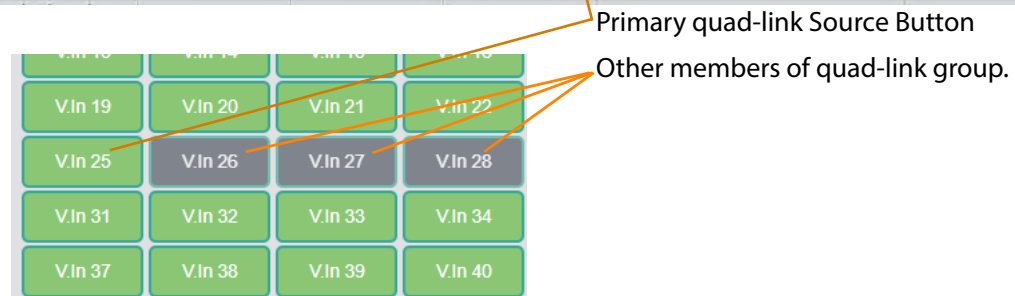 Primary quad-link Source Button
Other members of quad-link group.
V.In 19 V.In 20 V.In 21 V.In 22
V.In 25 V.In 26 V.In 27 V.In 28
V.In 31 V.In 32 V.In 33 V.In 34
V.In 37 V.In 38 V.In 39 V.In 40